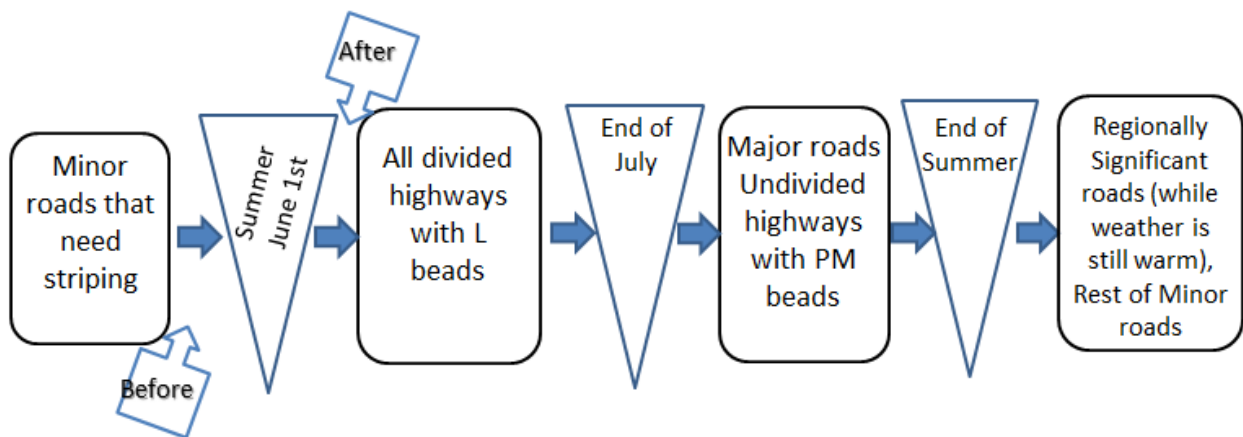 Minor
roads that
need
striping
Before
Summer
June 1st
After
All divided
highways
with L
beads
End of
July
Major roads
Undivided
highways
with PM
beads
End of
Summer
Regionally
Significant
roads (while
weather is
still warm),
Rest of Minor
roads